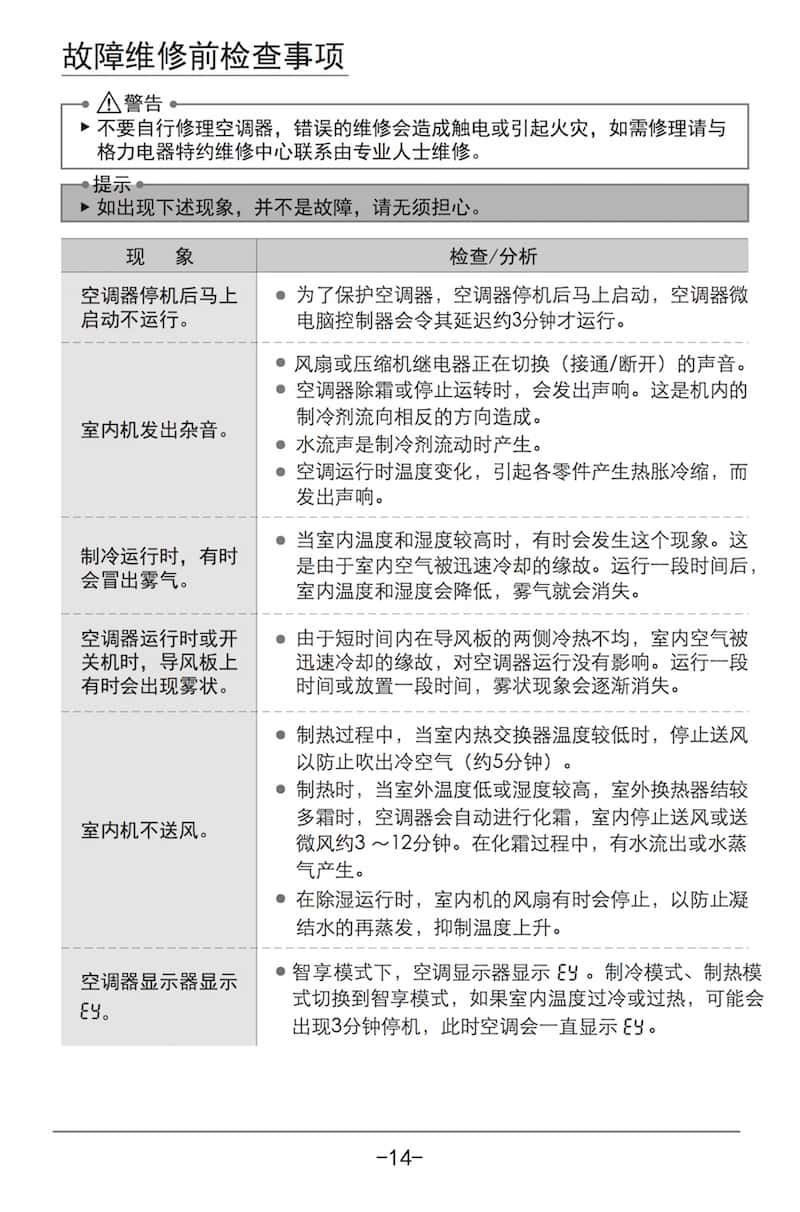 故障维修前检查事项
警告
▶ 不要自行修理空调器，错误的维修会造成触电或引起火灾，如需修理请与
格力电器特约维修中心联系由专业人士维修。
提示
▶ 如出现下述现象，并不是故障，请无须担心。
现 象 检查/分析
空调器停机后马上
启动不运行。
● 为了保护空调器，空调器停机后马上启动，空调器微
电脑控制器会令其延迟约3分钟才运行。
室内机发出杂音。
● 风扇或压缩机继电器正在切换（接通/断开）的声音。
● 空调器除霜或停止运转时，会发出声响。这是机内的
制冷剂流向相反的方向造成。
● 水流声是制冷剂流动时产生。
● 空调运行时温度变化，引起各零件产生热胀冷缩，而
发出声响。
制冷运行时，有时
会冒出雾气。
● 当室内温度和湿度较高时，有时会发生这个现象。这
是由于室内空气被迅速冷却的缘故。运行一段时间后，
室内温度和湿度会降低，雾气就会消失。
空调器运行时或开
关机时，导风板上
有时会出现雾状。
● 由于短时间内在导风板的两侧冷热不均，室内空气被
迅速冷却的缘故，对空调器运行没有影响。运行一段
时间或放置一段时间，雾状现象会逐渐消失。
室内机不送风。
● 制热过程中，当室内热交换器温度较低时，停止送风
以防止吹出冷空气（约5分钟）。
● 制热时，当室外温度低或湿度较高，室外换热器结较
多霜时，空调器会自动进行化霜，室内停止送风或送
微风约3 ～12分钟。在化霜过程中，有水流出或水蒸
气产生。
● 在除湿运行时，室内机的风扇有时会停止，以防止凝
结水的再蒸发，抑制温度上升。
空调器显示器显示
EY。
● 智享模式下，空调显示器显示 EY 。制冷模式、制热模
式切换到智享模式，如果室内温度过冷或过热，可能会
出现3分钟停机，此时空调会一直显示 EY 。
-14-